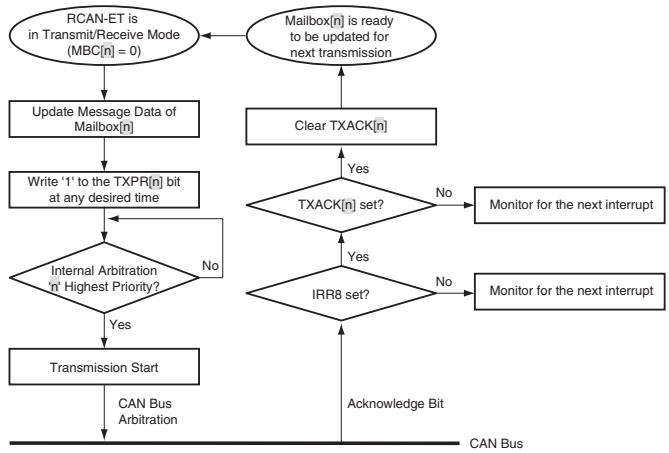 RCAN-ET is
in Transmit/Receive Mode
(MBC[n] = 0)
Mailbox[n] is ready
to be updated for
next transmission
Update Message Data of
Mailbox[n]
Clear TXACK[n]
Yes
Write '1' to the TXPR[n] bit
at any desired time
TXACK[n] set?
No
Monitor for the next interrupt
Internal Arbitration
'n' Highest Priority?
No
Yes
IRR8 set?
No
Monitor for the next interrupt
Yes
Transmission Start
CAN Bus
Arbitration
Acknowledge Bit
CAN Bus